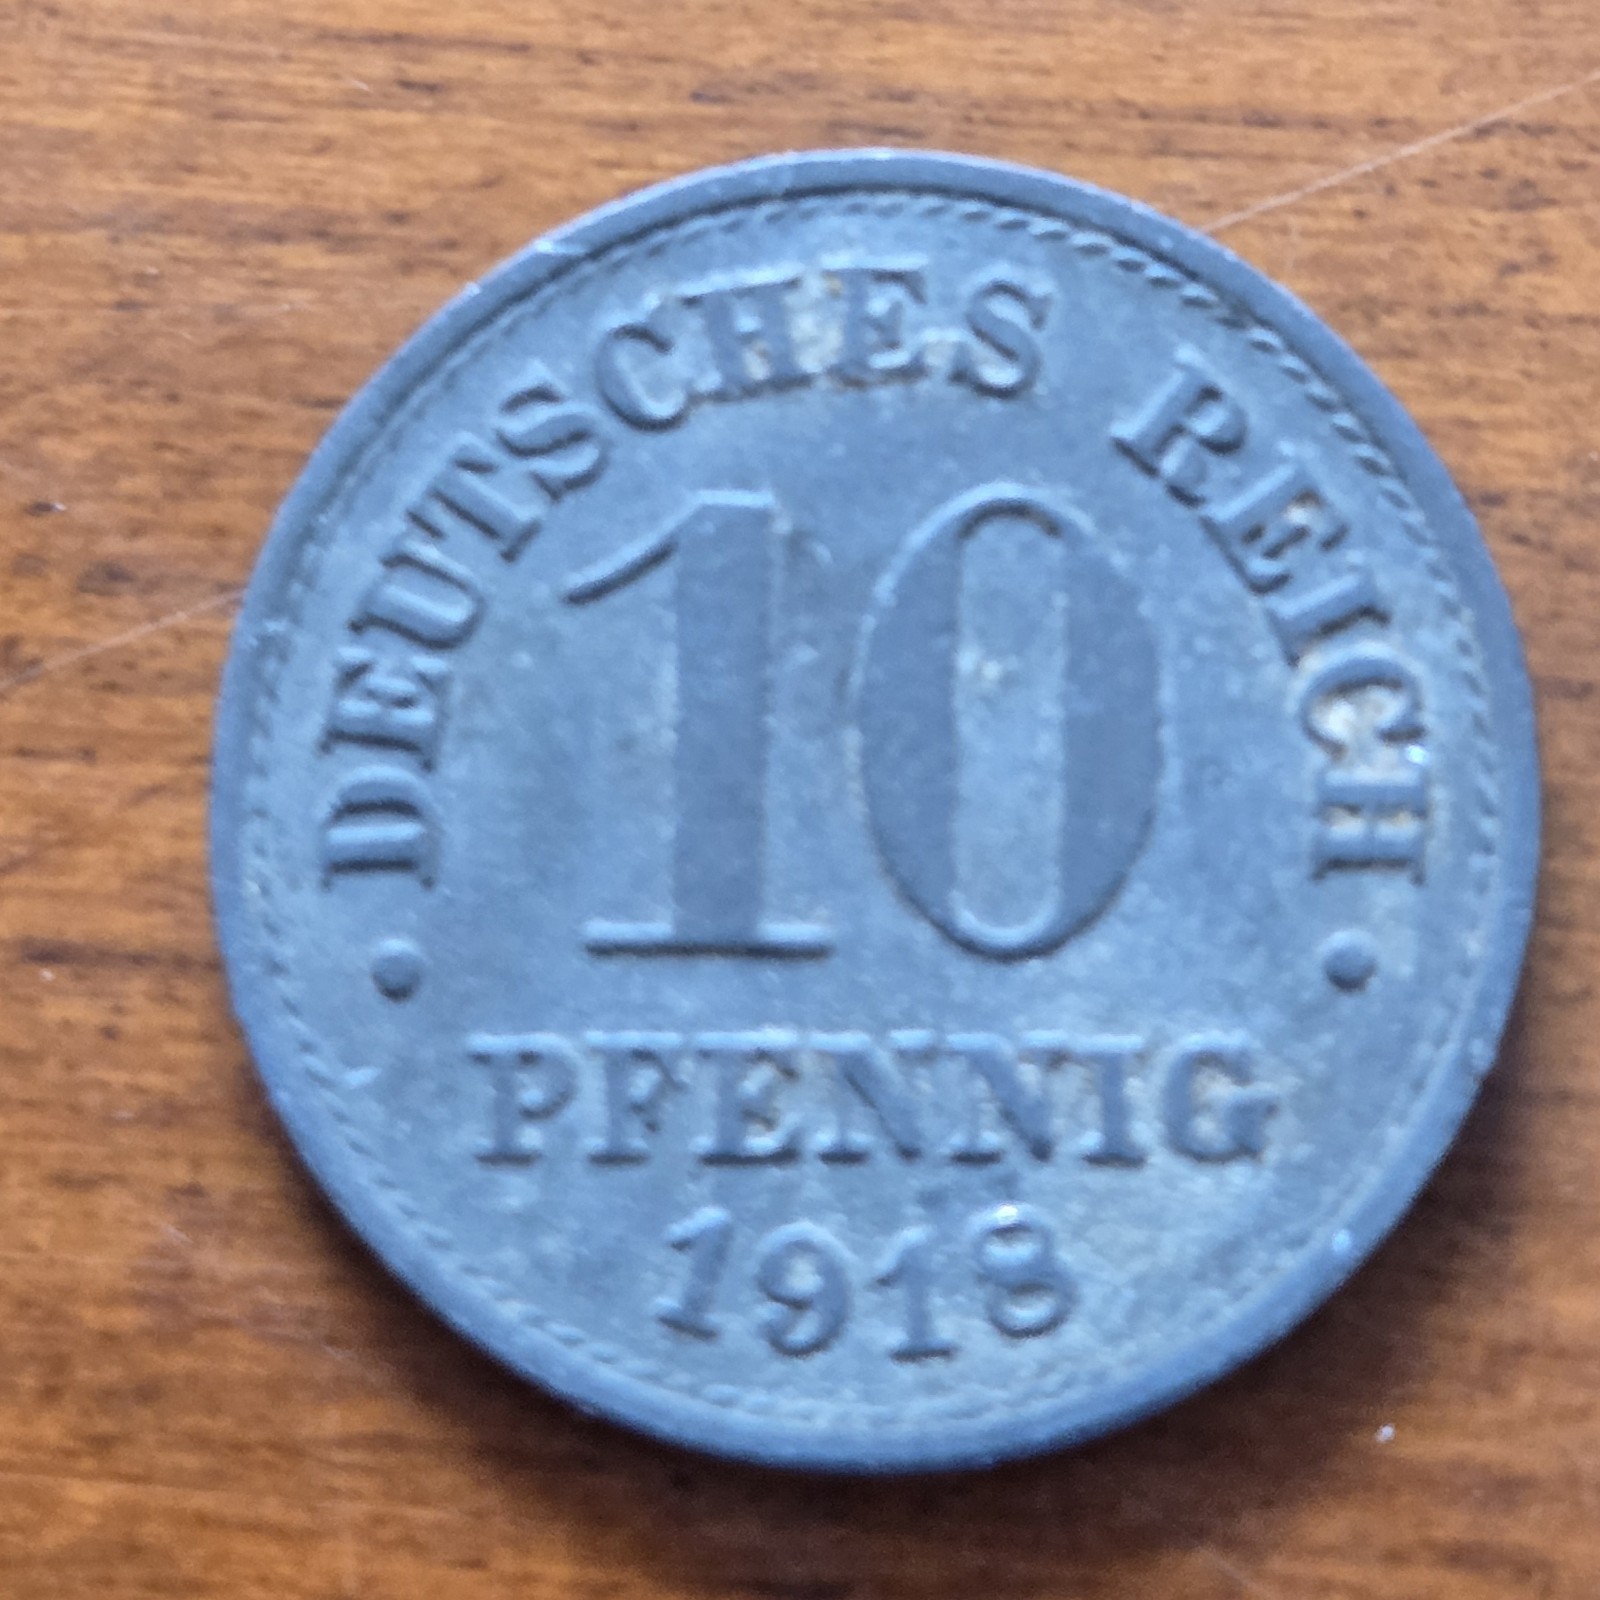 DEUTSCHES REICH
10
PFENNIG
1918